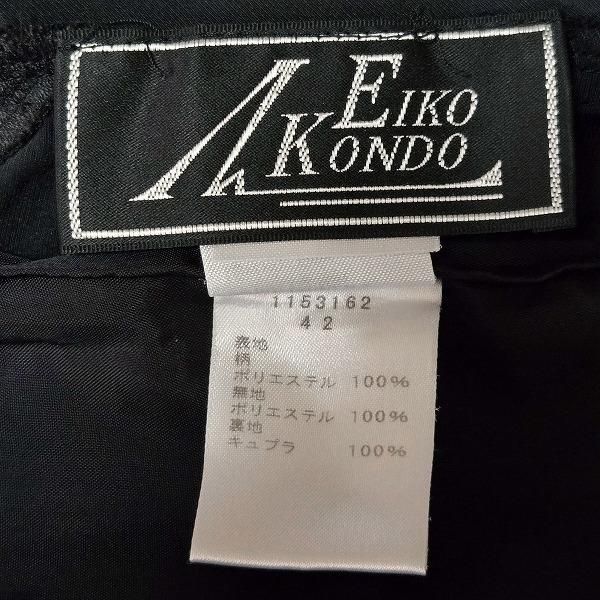 EIKO
KONDO
1153162
42
表地
柄
ポリエステル 100%
無地
ポリエステル 100%
裏地
キュプラ 100%